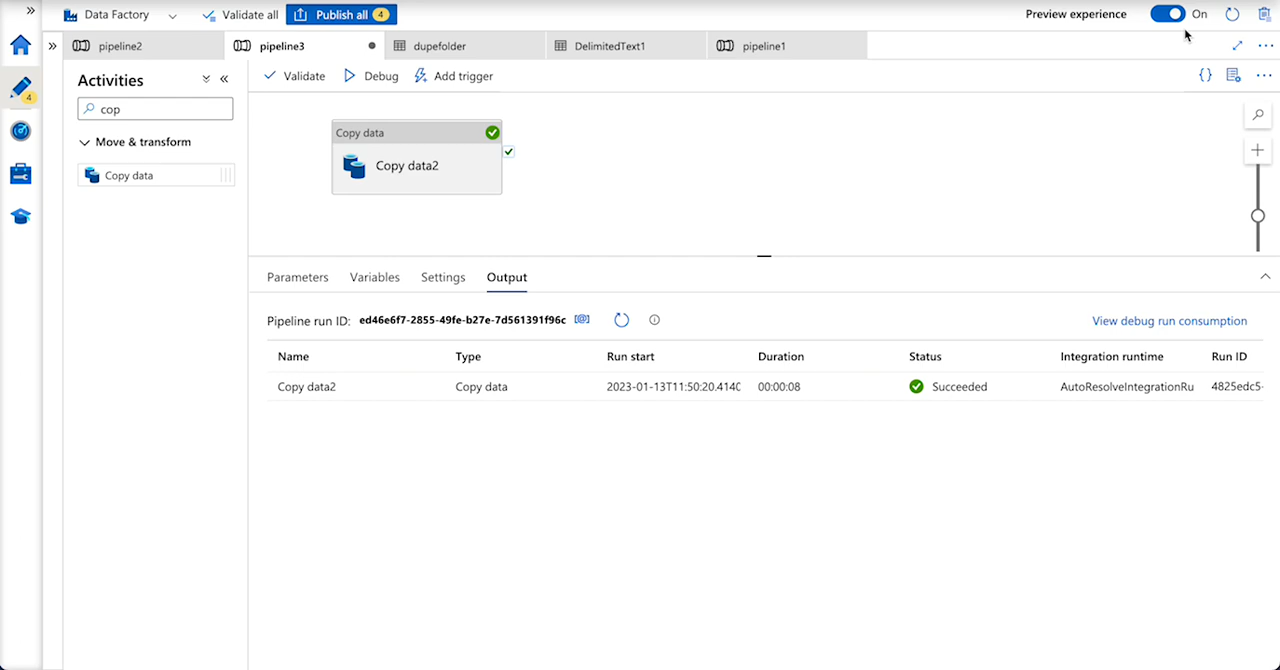 Data Factory Validate all Publish all 4 Preview experience On
pipeline2 pipeline3 dupefolder DelimitedText1 pipeline1
4
Activities
cop
Move & transform
Copy data
Validate Debug Add trigger
Copy data
Copy data2
Parameters Variables Settings Output
Pipeline run ID: ed46e6f7-2855-49fe-b27e-7d561391f96c View debug run consumption
Name Type Run start Duration Status Integration runtime Run ID
Copy data2 Copy data 2023-01-13T11:50:20.414 00:00:08 Succeeded AutoResolveIntegrationRu 4825edc5-